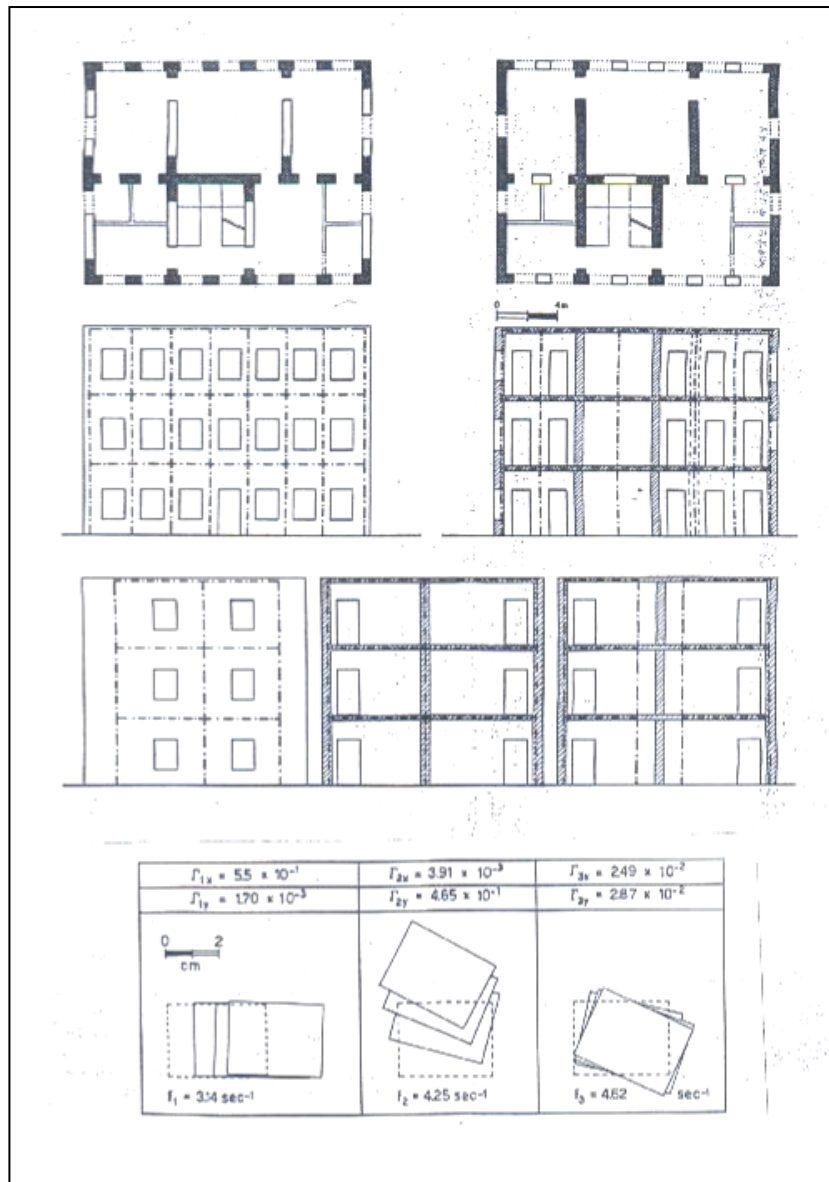 0 4m
Γ1x = 5.5 × 10⁻¹ Γ2x = 3.91 × 10⁻³ Γ3x = 2.49 × 10⁻²
Γ1y = 1.70 × 10⁻³ Γ2y = 4.65 × 10⁻¹ Γ3y = 2.87 × 10⁻²
0 2
cm
f1 = 3.14 sec⁻¹ f2 = 4.25 sec⁻¹ f3 = 4.62 sec⁻¹